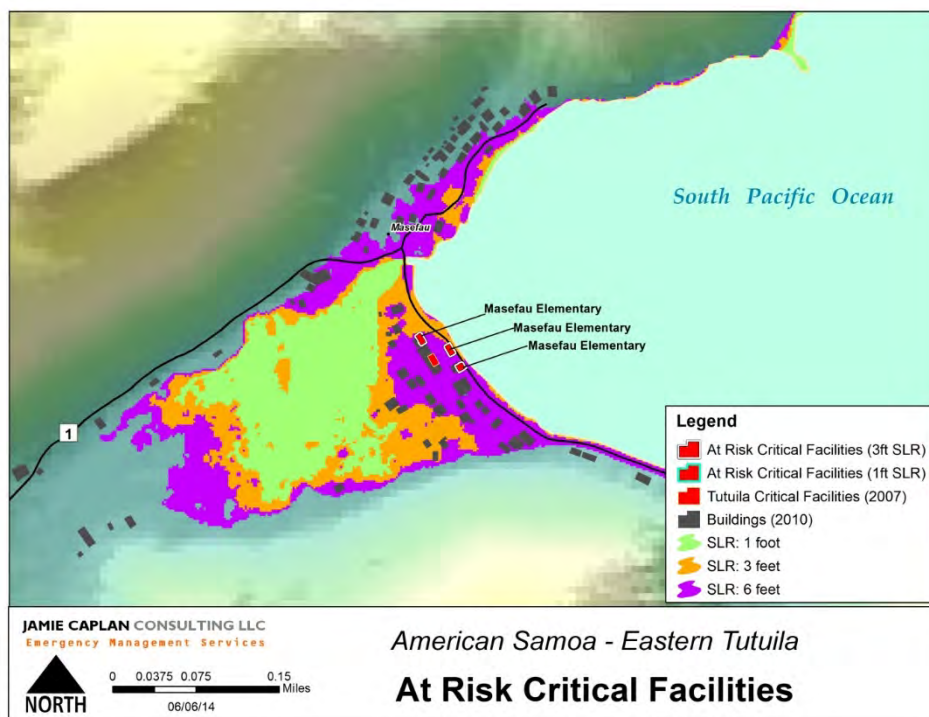 South Pacific Ocean
Masefau
Masefau Elementary
Masefau Elementary
Masefau Elementary
1
Legend
At Risk Critical Facilities (3ft SLR)
At Risk Critical Facilities (1ft SLR)
Tutuila Critical Facilities (2007)
Buildings (2010)
SLR: 1 foot
SLR: 3 feet
SLR: 6 feet
JAMIE CAPLAN CONSULTING LLC
Emergency Management Services
NORTH
0 0.0375 0.075 0.15
Miles
06/06/14
American Samoa - Eastern Tutuila
At Risk Critical Facilities